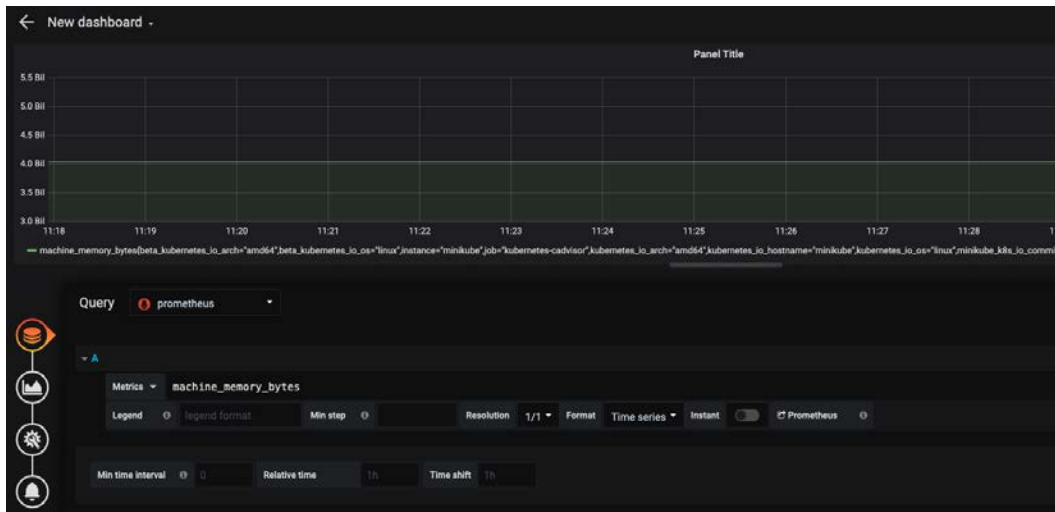 New dashboard
Panel Title
5.5 Bil
5.0 Bil
4.5 Bil
4.0 Bil
3.5 Bil
3.0 Bil
11:18 11:19 11:20 11:21 11:22 11:23 11:24 11:25 11:26 11:27 11:28 1
machine_memory_bytes{beta_kubernetes_io_arch="amd64",beta_kubernetes_io_os="linux",instance="minikube",job="kubernetes-cadvisor",kubernetes_io_arch="amd64",kubernetes_io_hostname="minikube",kubernetes_io_os="linux",minikube_k8s_io_commi
Query prometheus
A
Metrics machine_memory_bytes
Legend legend format Min step Resolution 1/1 Format Time series Instant Prometheus
Min time interval 0 Relative time 1h Time shift 1h